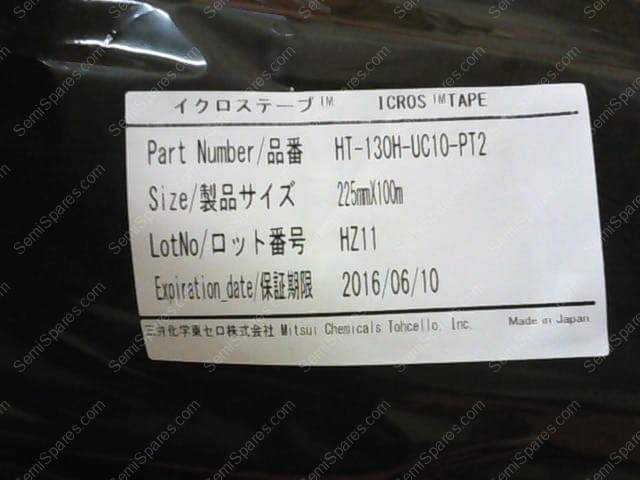 イクロステープ™ ICROS™TAPE
Part Number/品番 HT-130H-UC10-PT2
Size/製品サイズ 225mmX100m
LotNo/ロット番号 HZ11
Expiration_date/保証期限 2016/06/10
三井化学東セロ株式会社 Mitsui Chemicals Tohcello, Inc. Made in Japan
SemiSpares.com